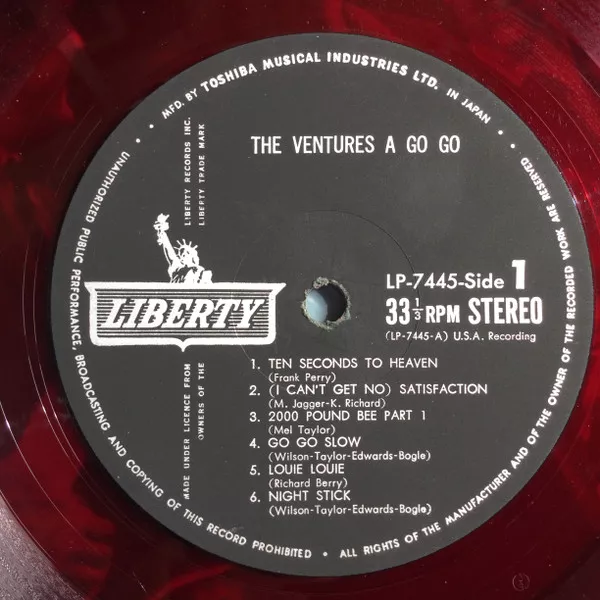 • MFD. BY TOSHIBA MUSICAL INDUSTRIES LTD. IN JAPAN •
THE VENTURES A GO GO
LIBERTY RECORDS INC.
LIBERTY TRADE MARK
LIBERTY
LP-7445-Side 1
33 1/3 RPM STEREO
(LP-7445-A) U.S.A. Recording
MADE UNDER LICENCE FROM
OWNERS OF THE
1. TEN SECONDS TO HEAVEN
(Frank Perry)
2. (I CAN'T GET NO) SATISFACTION
(M. Jagger-K. Richard)
3. 2000 POUND BEE PART 1
(Mel Taylor)
4. GO GO SLOW
(Wilson-Taylor-Edwards-Bogle)
5. LOUIE LOUIE
(Richard Berry)
6. NIGHT STICK
(Wilson-Taylor-Edwards-Bogle)
UNAUTHORIZED PUBLIC PERFORMANCE, BROADCASTING AND COPYING OF THIS RECORD PROHIBITED • ALL RIGHTS OF THE MANUFACTURER AND OF THE OWNER OF THE RECORDED WORK ARE RESERVED